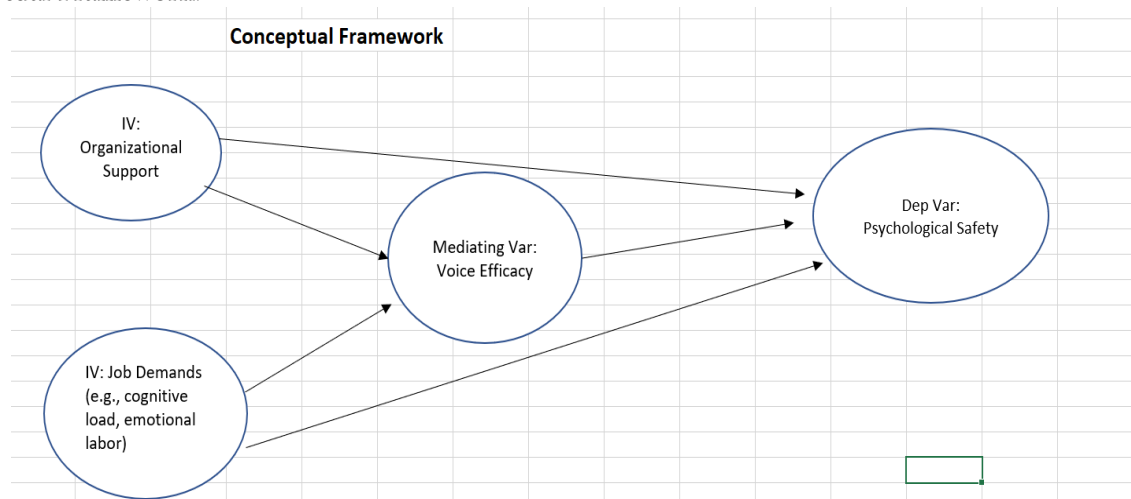 Conceptual Framework
IV:
Organizational
Support
Dep Var:
Psychological Safety
Mediating Var:
Voice Efficacy
IV: Job Demands
(e.g., cognitive
load, emotional
labor)